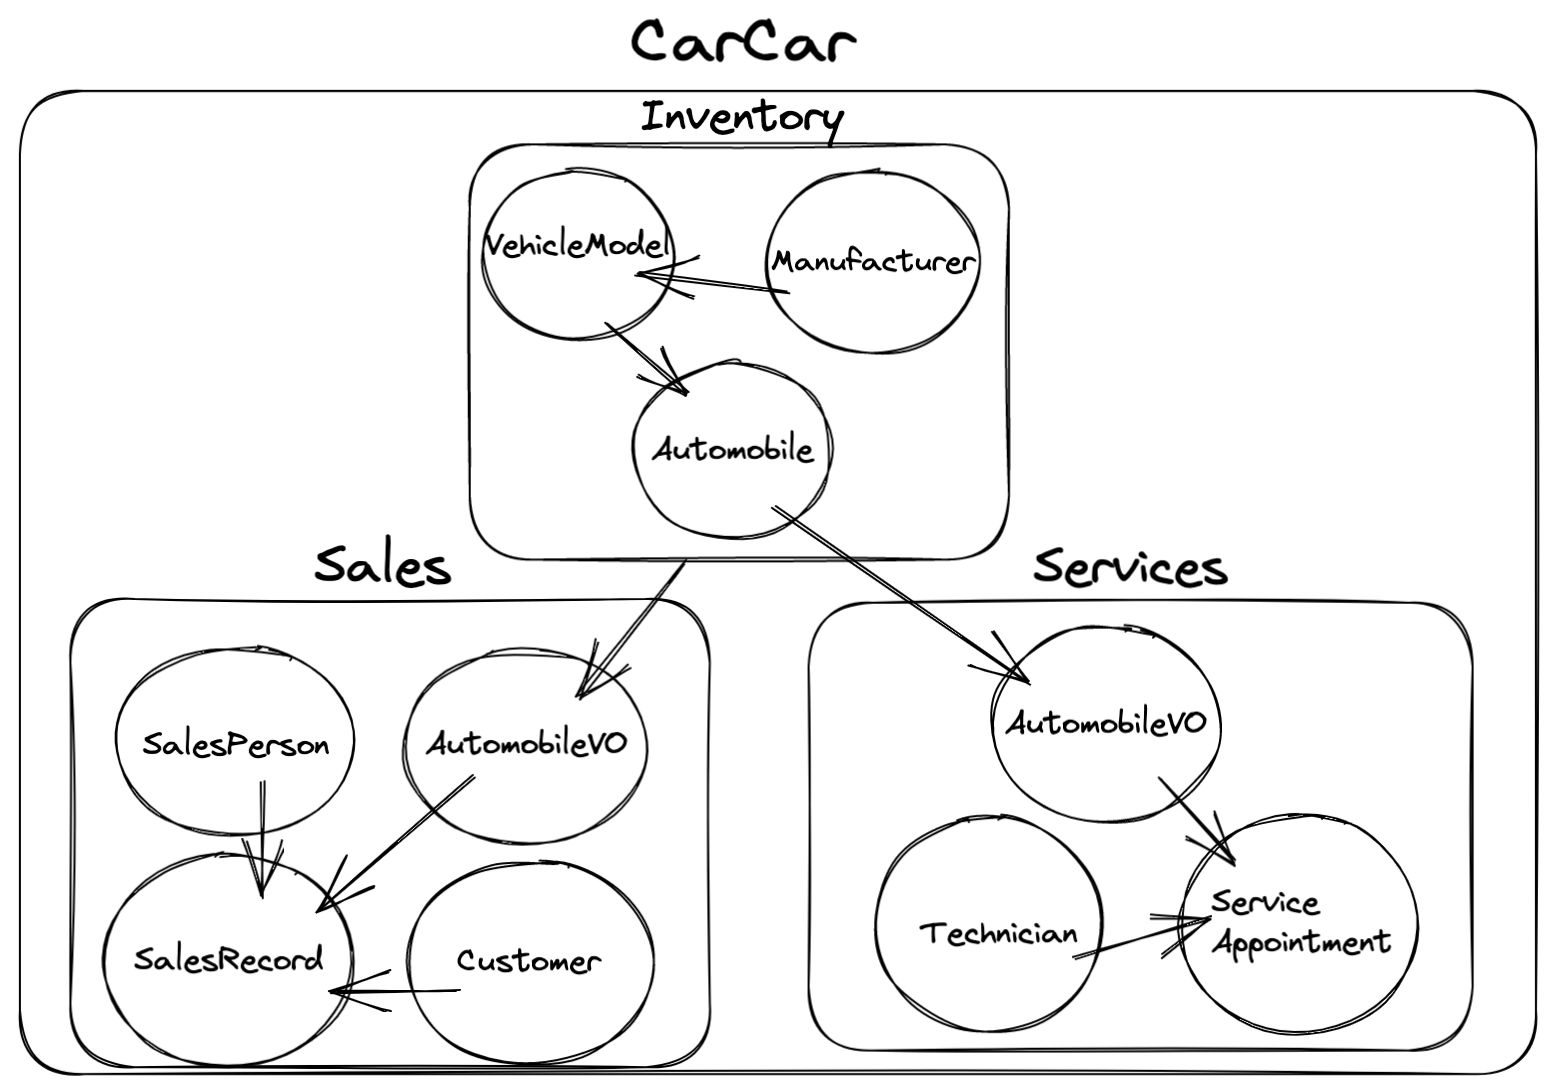 CarCar
Inventory
VehicleModel
Manufacturer
Automobile
Sales
Services
SalesPerson
AutomobileVO
AutomobileVO
SalesRecord
Customer
Technician
Service
Appointment